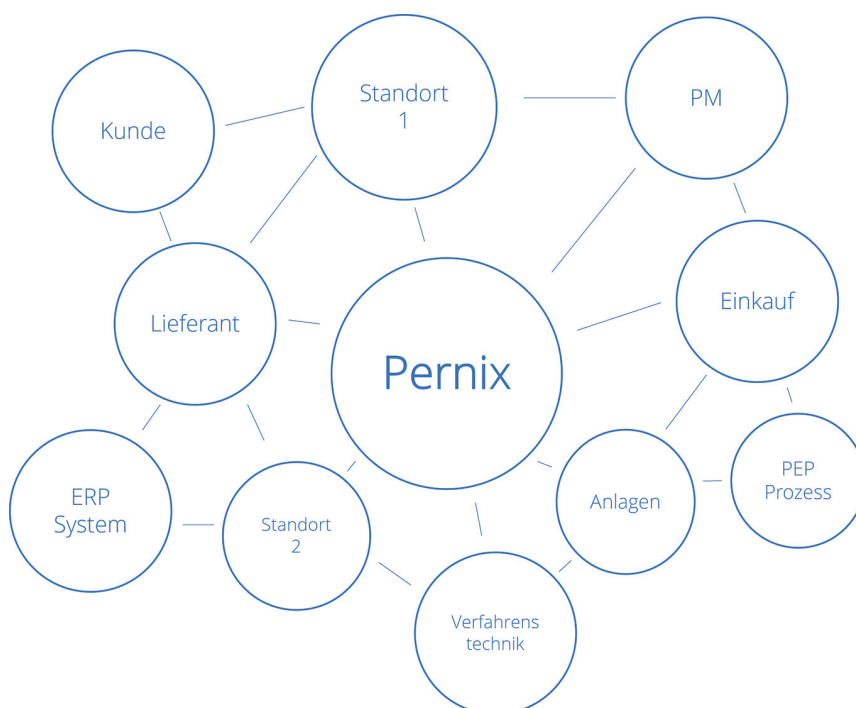 Standort
1
PM
Kunde
Einkauf
Lieferant
Pernix
PEP
Prozess
ERP
System
Anlagen
Standort
2
Verfahrens
technik